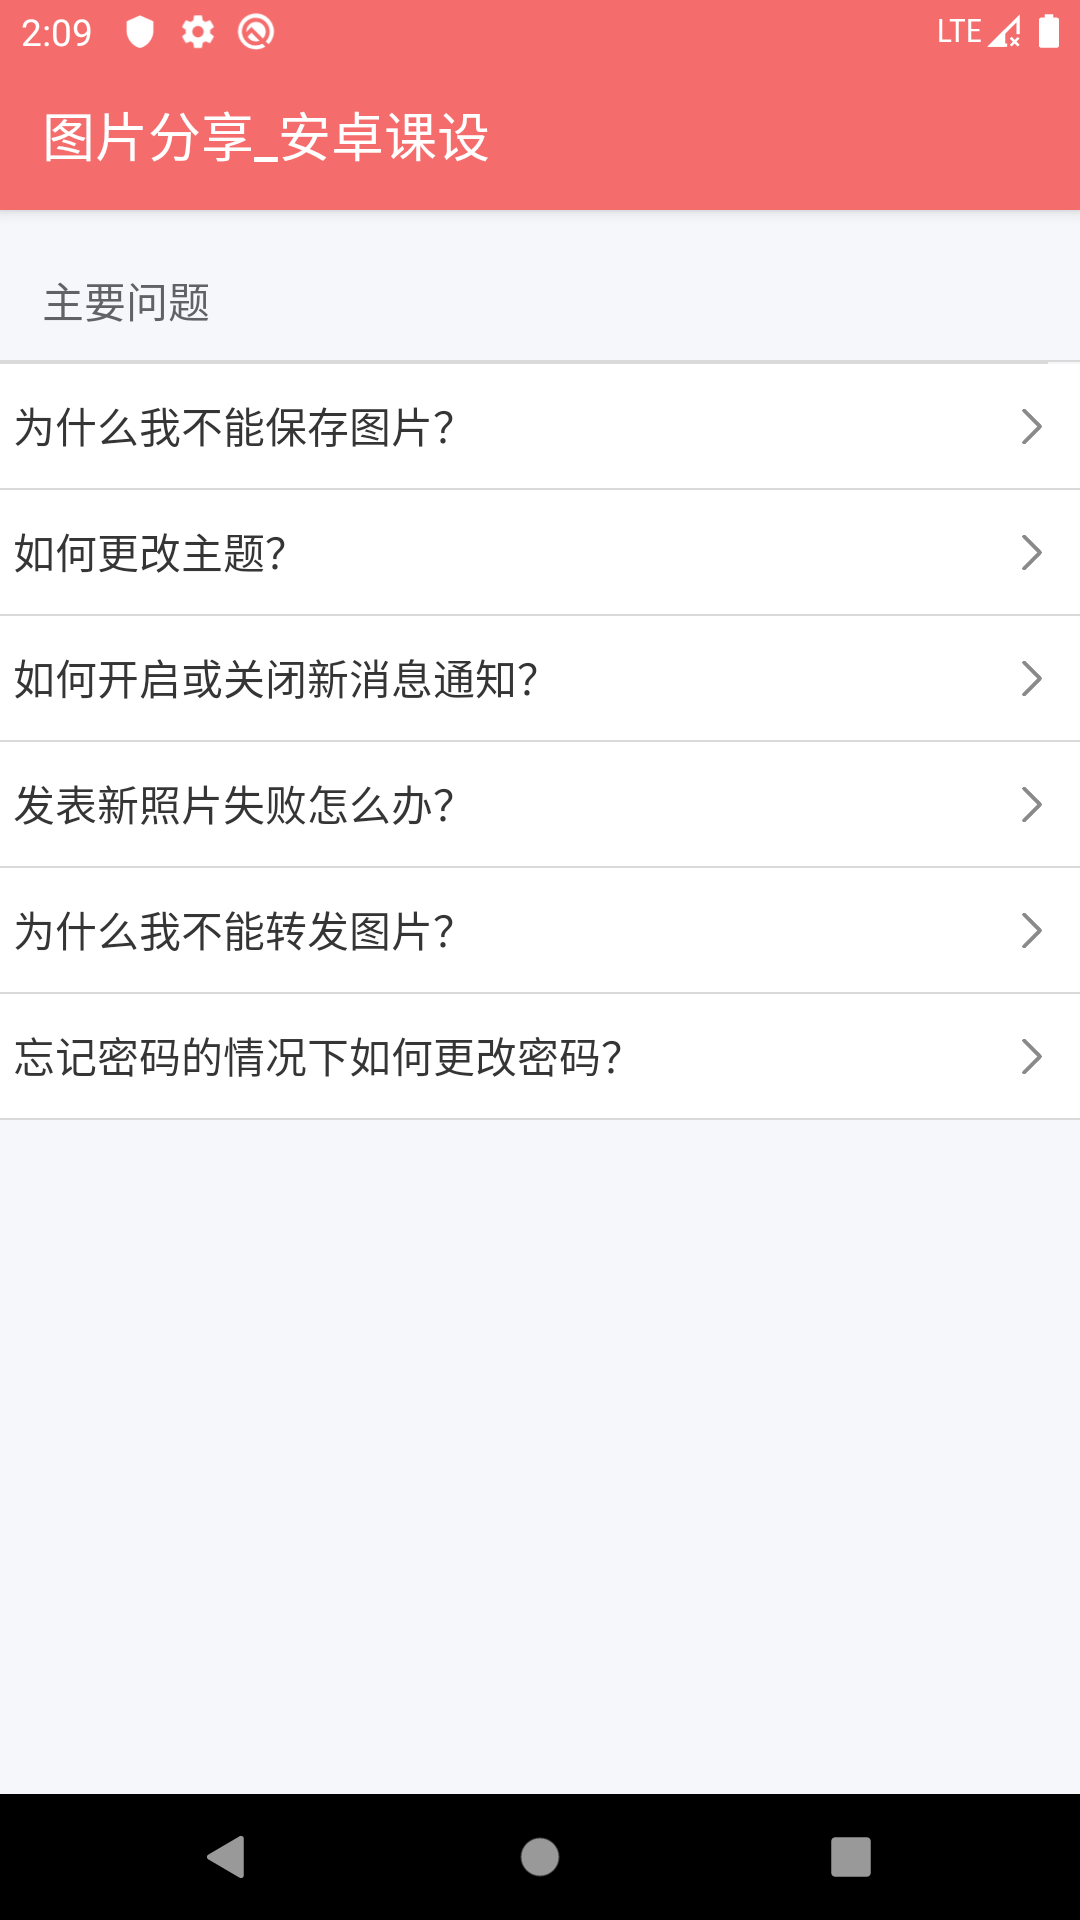 2:09 LTE
图片分享_安卓课设
主要问题
为什么我不能保存图片？
如何更改主题？
如何开启或关闭新消息通知？
发表新照片失败怎么办？
为什么我不能转发图片？
忘记密码的情况下如何更改密码？